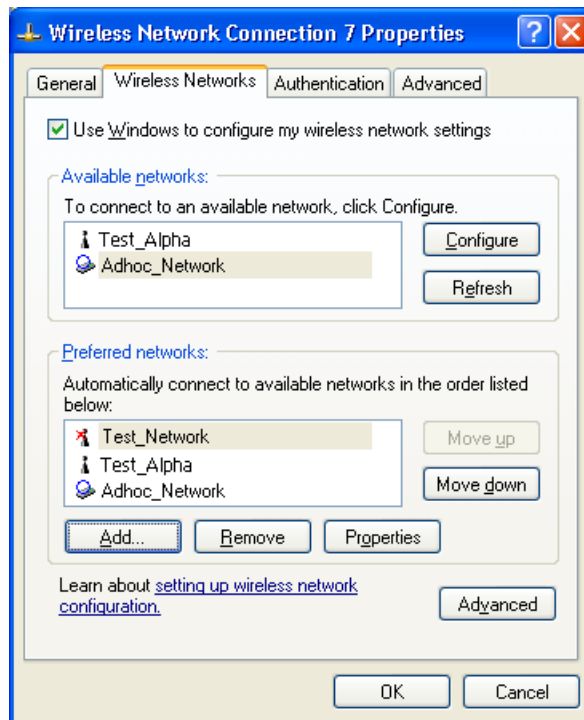 Wireless Network Connection 7 Properties
General Wireless Networks Authentication Advanced
Use Windows to configure my wireless network settings
Available networks:
To connect to an available network, click Configure.
Test_Alpha
Adhoc_Network
Configure
Refresh
Preferred networks:
Automatically connect to available networks in the order listed
below:
Test_Network
Test_Alpha
Adhoc_Network
Move up
Move down
Add... Remove Properties
Learn about setting up wireless network
configuration.
Advanced
OK Cancel